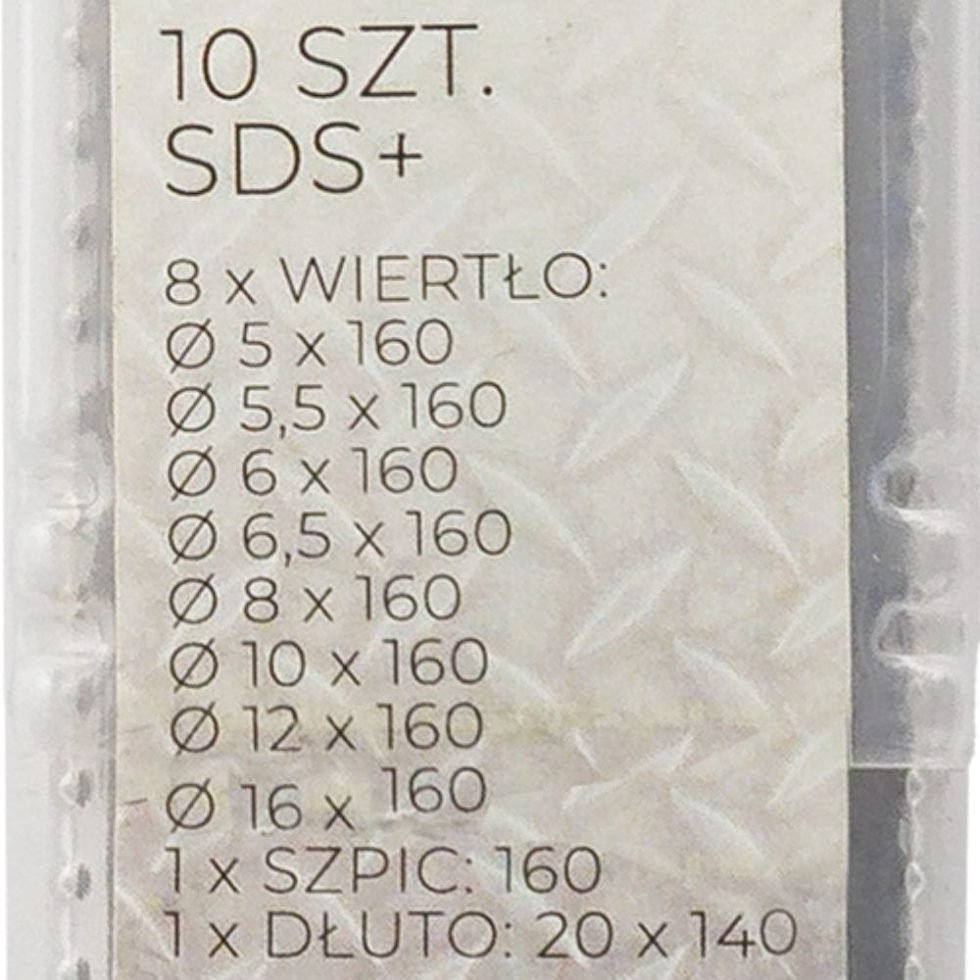 10 SZT.
SDS+
8 x WIERTŁO:
Ø 5 x 160
Ø 5,5 x 160
Ø 6 x 160
Ø 6,5 x 160
Ø 8 x 160
Ø 10 x 160
Ø 12 x 160
Ø 16 x 160
1 x SZPIC: 160
1 x DŁUTO: 20 x 140